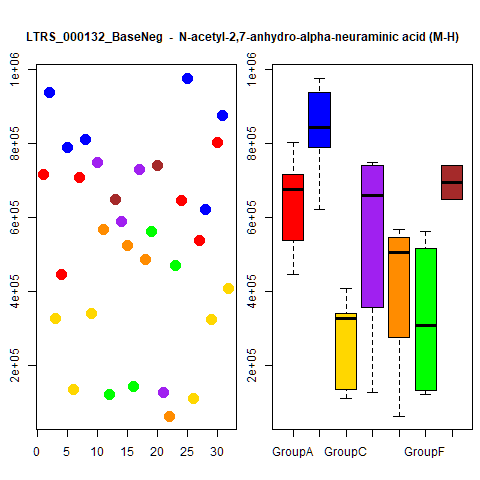 LTRS_000132_BaseNeg - N-acetyl-2,7-anhydro-alpha-neuraminic acid (M-H)
1e+06
8e+05
6e+05
4e+05
2e+05
0 5 10 15 20 25 30
1e+06
8e+05
6e+05
4e+05
2e+05
GroupA GroupC GroupF